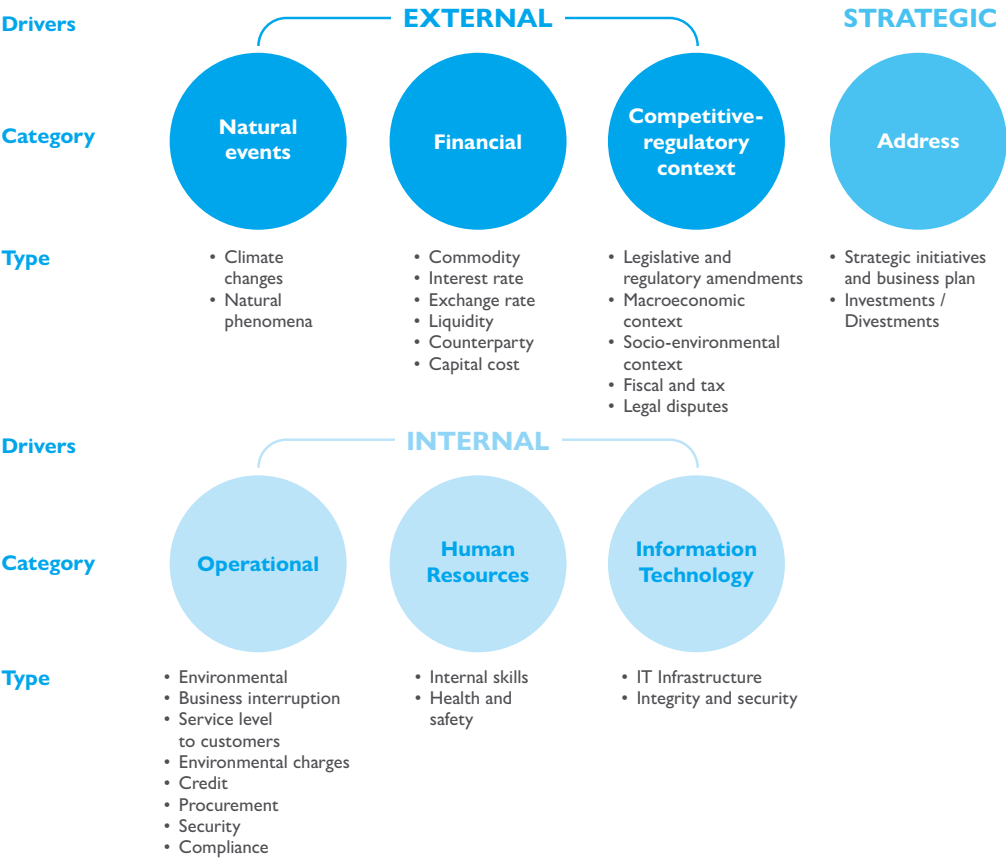 Drivers
EXTERNAL
STRATEGIC
Category
Natural
events
Financial
Competitive-
regulatory
context
Address
Type
• Climate
changes
• Natural
phenomena
• Commodity
• Interest rate
• Exchange rate
• Liquidity
• Counterparty
• Capital cost
• Legislative and
regulatory amendments
• Macroeconomic
context
• Socio-environmental
context
• Fiscal and tax
• Legal disputes
• Strategic initiatives
and business plan
• Investments /
Divestments
Drivers
INTERNAL
Category
Operational
Human
Resources
Information
Technology
Type
• Environmental
• Business interruption
• Service level
to customers
• Environmental charges
• Credit
• Procurement
• Security
• Compliance
• Internal skills
• Health and
safety
• IT Infrastructure
• Integrity and security